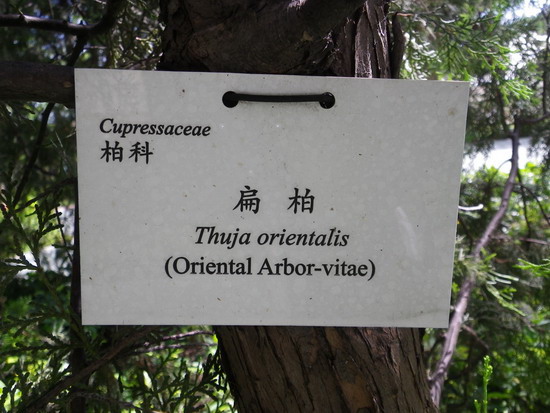 Cupressaceae
柏科
扁柏
Thuja orientalis
(Oriental Arbor-vitae)